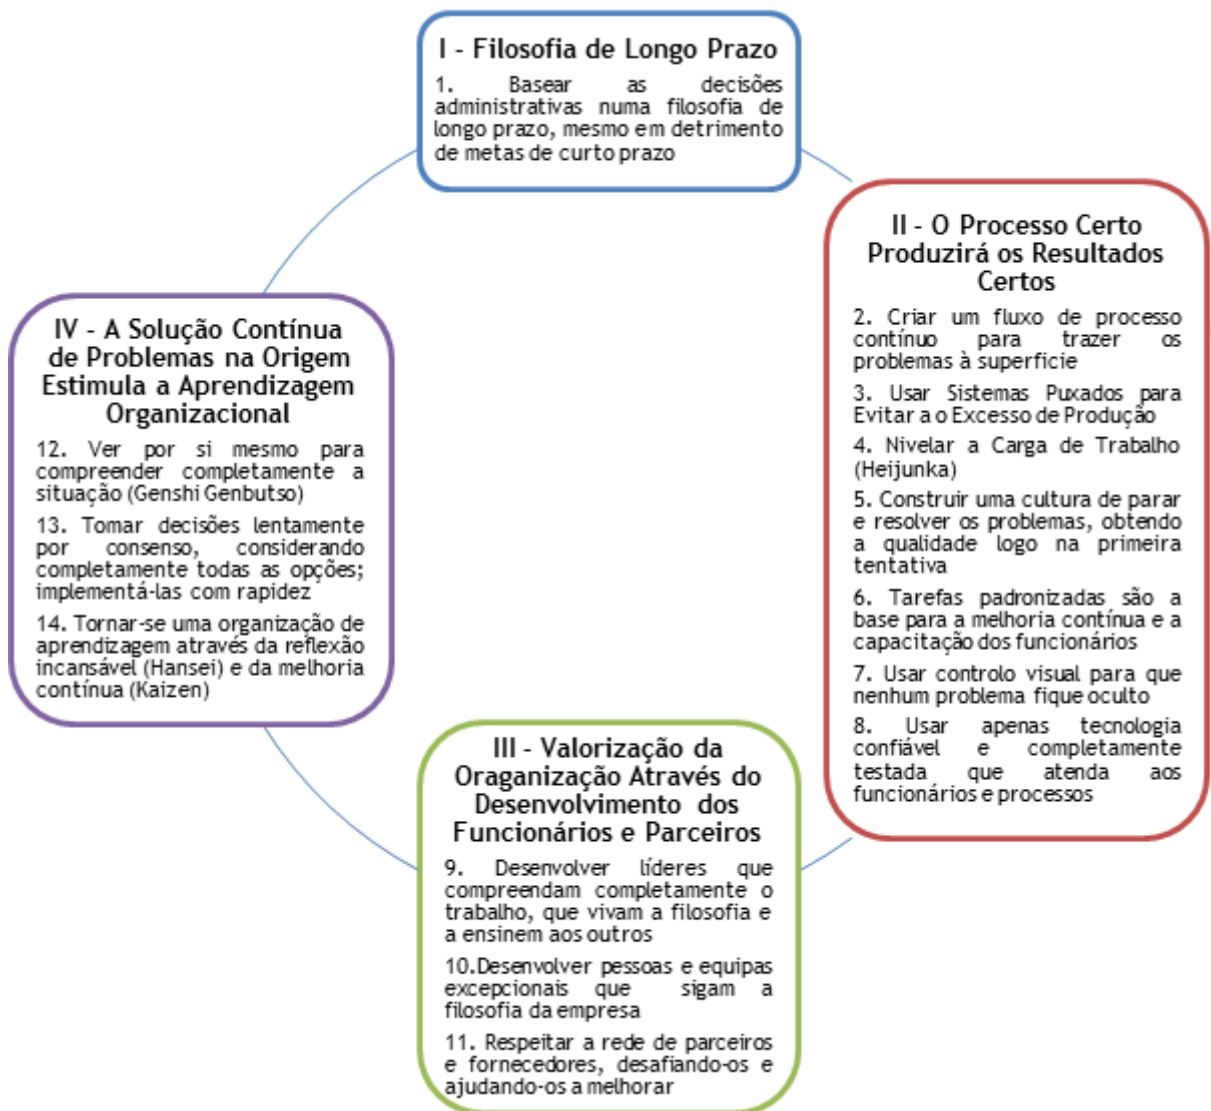 I - Filosofia de Longo Prazo
1. Basear as decisões
administrativas numa filosofia de
longo prazo, mesmo em detrimento
de metas de curto prazo
II - O Processo Certo
Produzirá os Resultados
Certos
2. Criar um fluxo de processo
contínuo para trazer os
problemas à superficie
3. Usar Sistemas Puxados para
Evitar a o Excesso de Produção
4. Nivelar a Carga de Trabalho
(Heijunka)
5. Construir uma cultura de parar
e resolver os problemas, obtendo
a qualidade logo na primeira
tentativa
6. Tarefas padronizadas são a
base para a melhoria contínua e a
capacitação dos funcionários
7. Usar controlo visual para que
nenhum problema fique oculto
8. Usar apenas tecnologia
confiável e completamente
testada que atenda aos
funcionários e processos
III - Valorização da
Oraganização Através do
Desenvolvimento dos
Funcionários e Parceiros
9. Desenvolver líderes que
compreendam completamente o
trabalho, que vivam a filosofia e
a ensinem aos outros
10.Desenvolver pessoas e equipas
excepcionais que sigam a
filosofia da empresa
11. Respeitar a rede de parceiros
e fornecedores, desafiando-os e
ajudando-os a melhorar
IV - A Solução Contínua
de Problemas na Origem
Estimula a Aprendizagem
Organizacional
12. Ver por si mesmo para
compreender completamente a
situação (Genshi Genbutso)
13. Tomar decisões lentamente
por consenso, considerando
completamente todas as opções;
implementá-las com rapidez
14. Tornar-se uma organização de
aprendizagem através da reflexão
incansável (Hansei) e da melhoria
contínua (Kaizen)